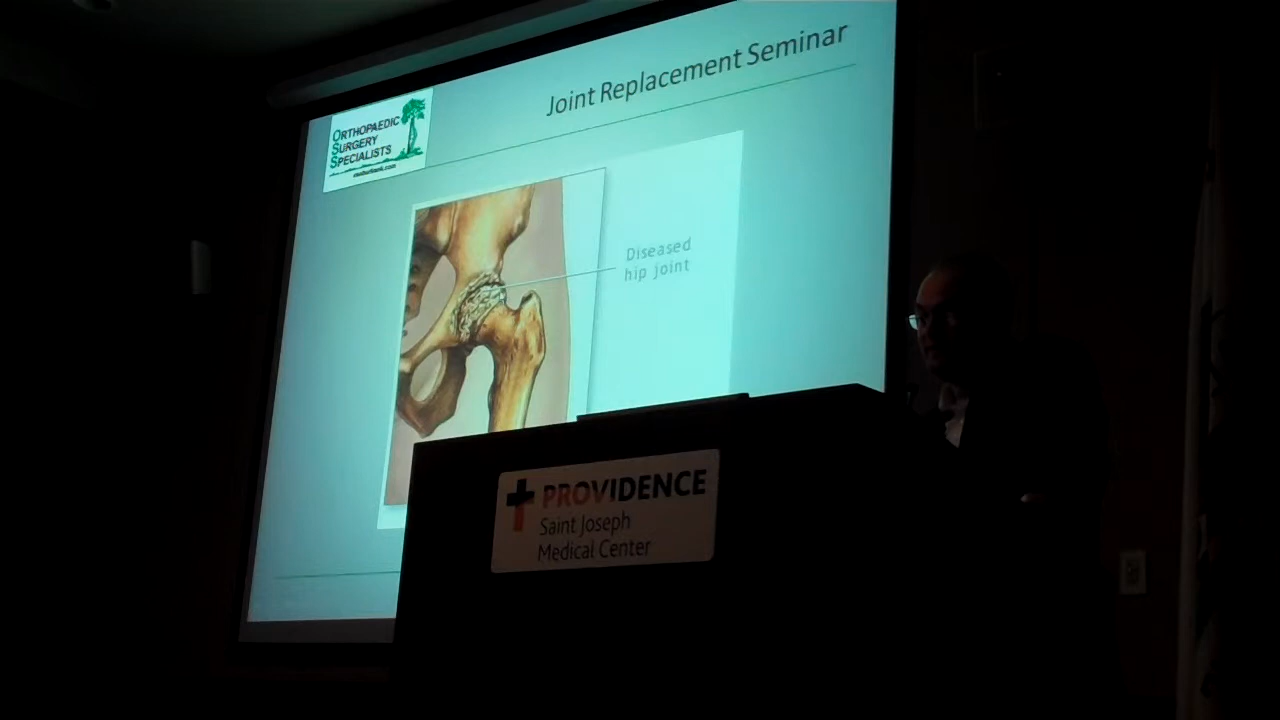 Joint Replacement Seminar
ORTHOPAEDIC
SURGERY
SPECIALISTS
Diseased
hip joint
PROVIDENCE
Saint Joseph
Medical Center